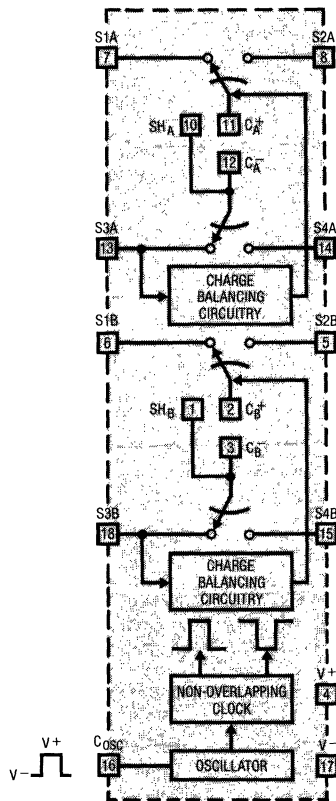 S1A S2A
7 8
SHA 10 11 CA+
12 CA−
S3A S4A
13 14
CHARGE
BALANCING
CIRCUITRY
S1B S2B
6 5
SHB 1 2 CB+
3 CB−
S3B S4B
18 15
CHARGE
BALANCING
CIRCUITRY
V+
NON-OVERLAPPING
CLOCK
4
V+ COSC V−
V− 16 OSCILLATOR 17